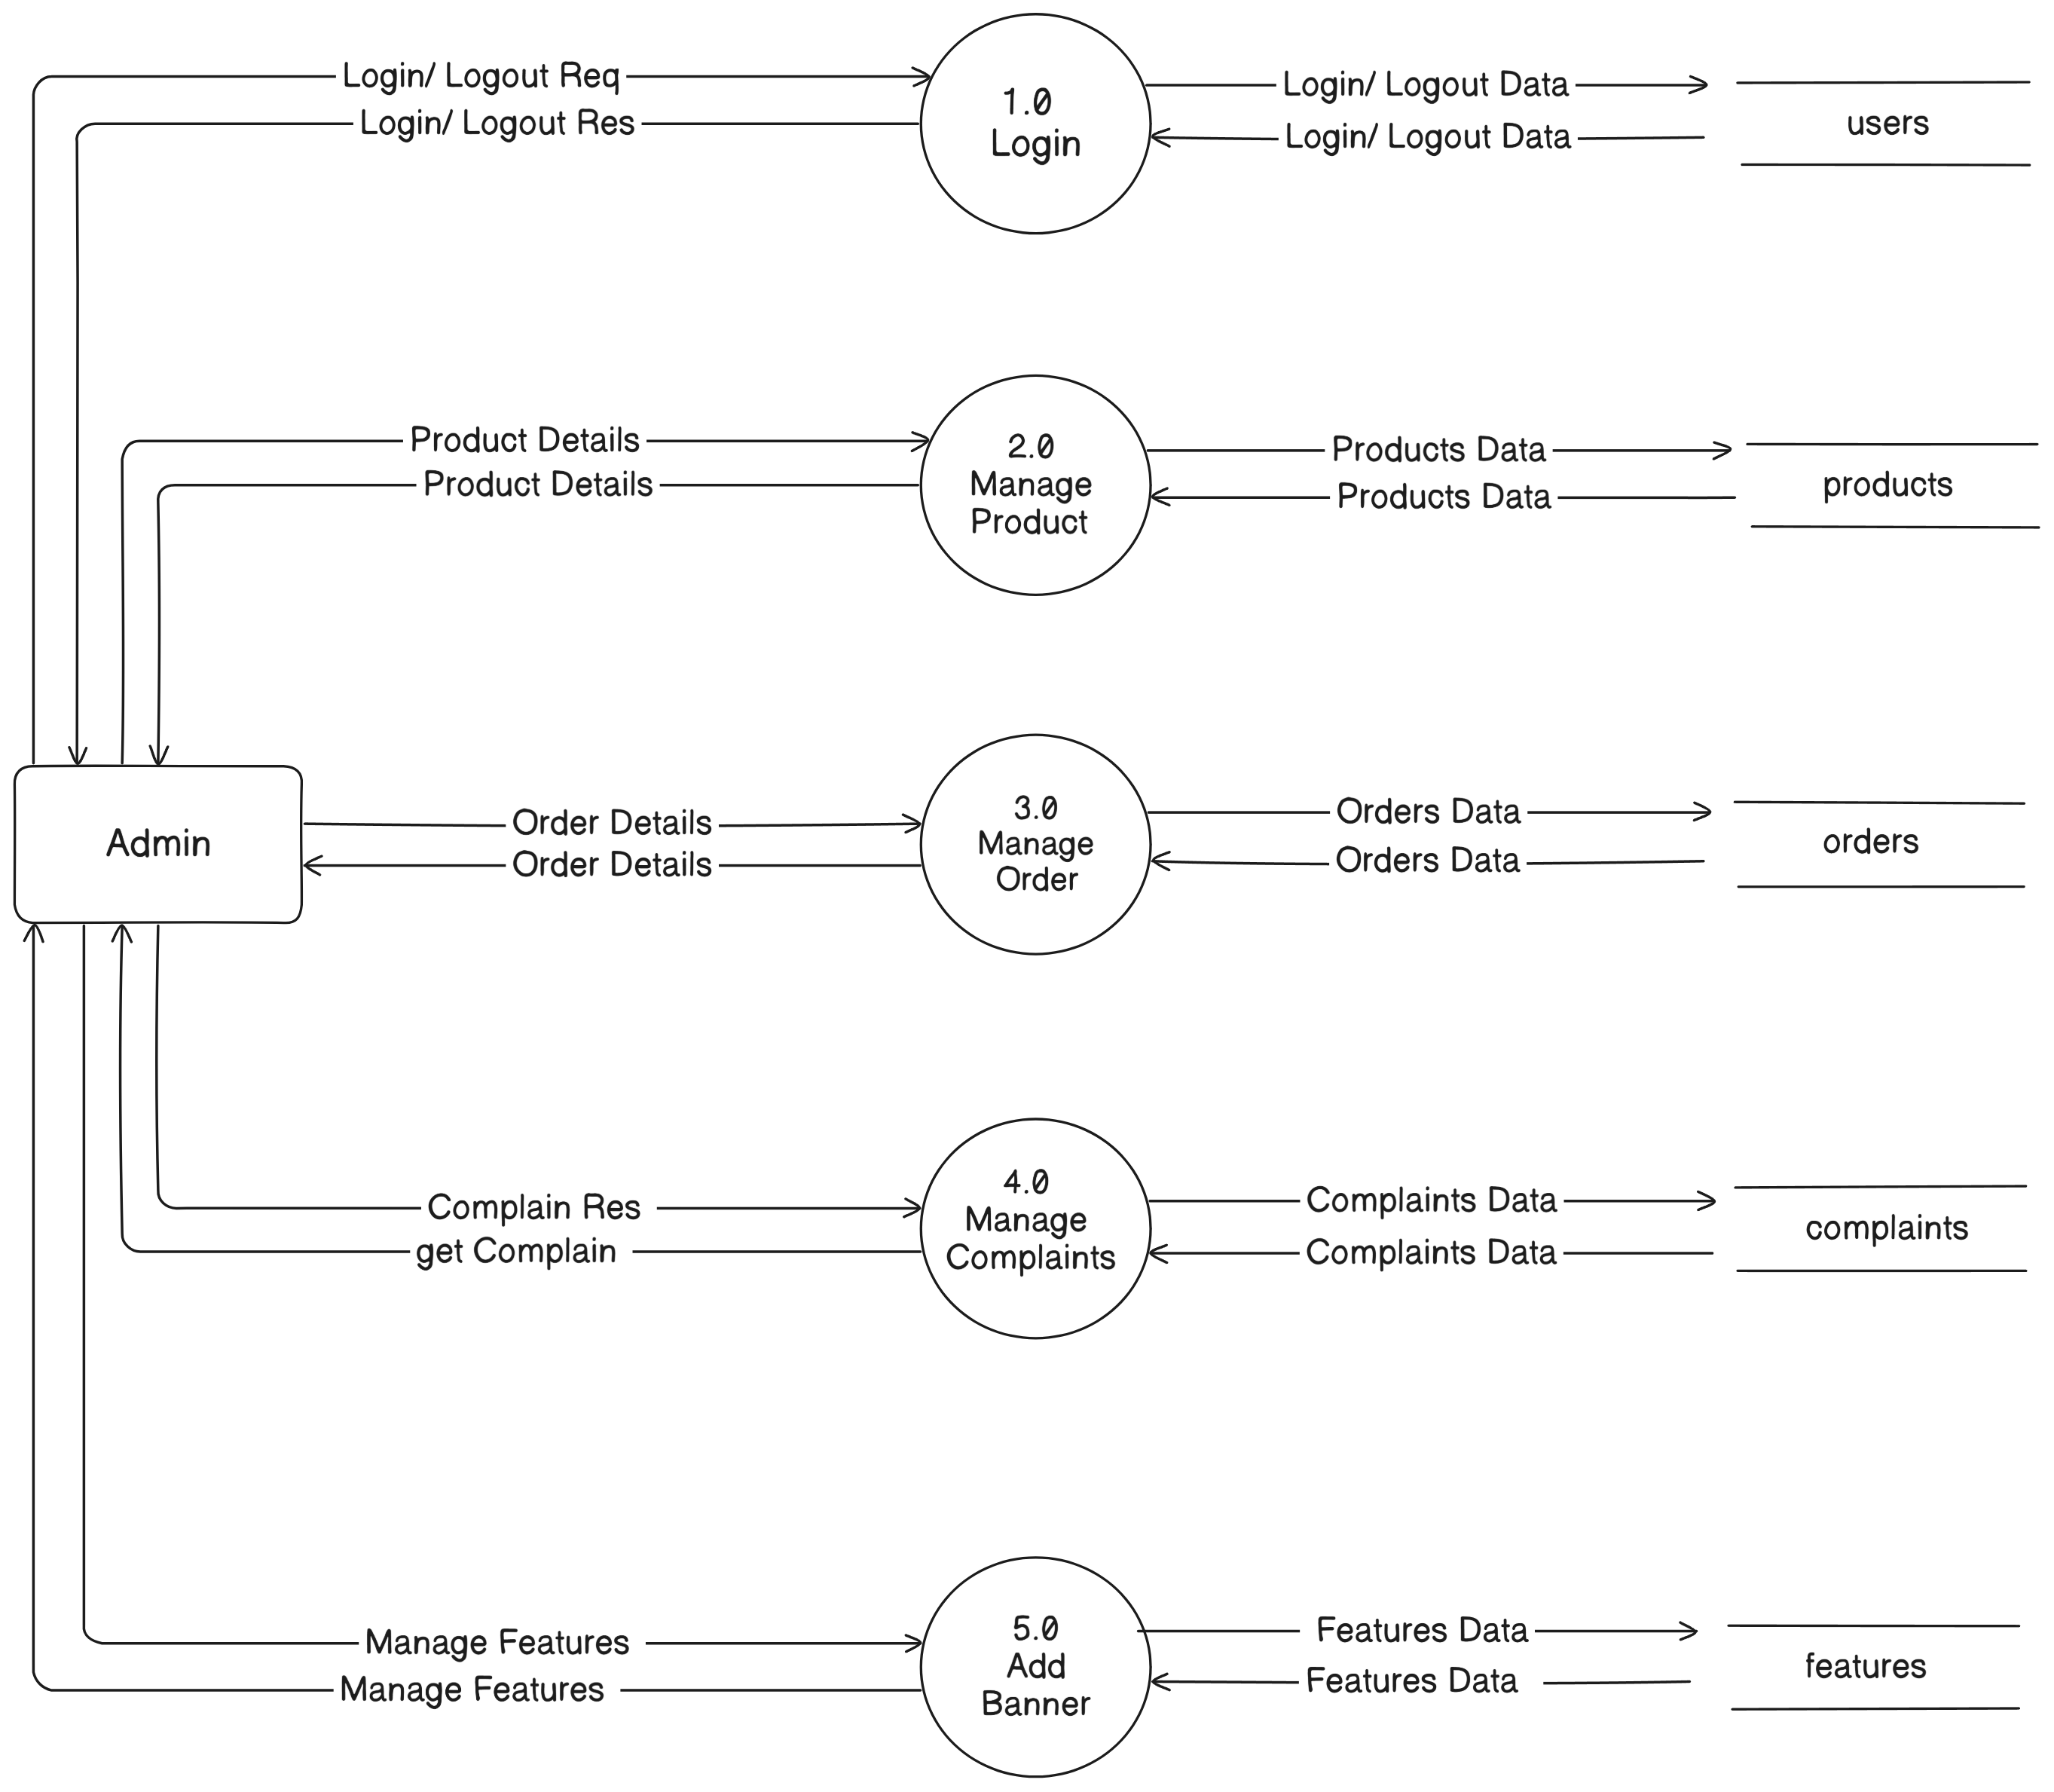 Login/ Logout Req
Login/ Logout Res
1.0
Login
Login/ Logout Data
Login/ Logout Data
users
Product Details
Product Details
2.0
Manage
Product
Products Data
Products Data
products
Admin
Order Details
Order Details
3.0
Manage
Order
Orders Data
Orders Data
orders
Complain Res
get Complain
4.0
Manage
Complaints
Complaints Data
Complaints Data
complaints
Manage Features
Manage Features
5.0
Add
Banner
Features Data
Features Data
features